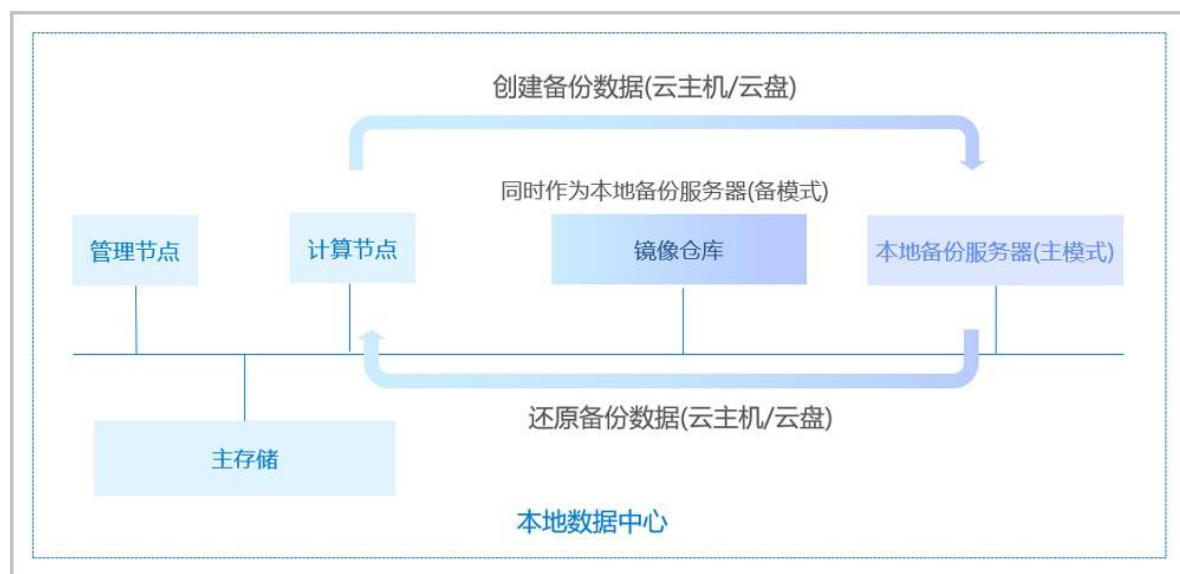 创建备份数据(云主机/云盘)
同时作为本地备份服务器(备模式)
管理节点
计算节点
镜像仓库
本地备份服务器(主模式)
还原备份数据(云主机/云盘)
主存储
本地数据中心